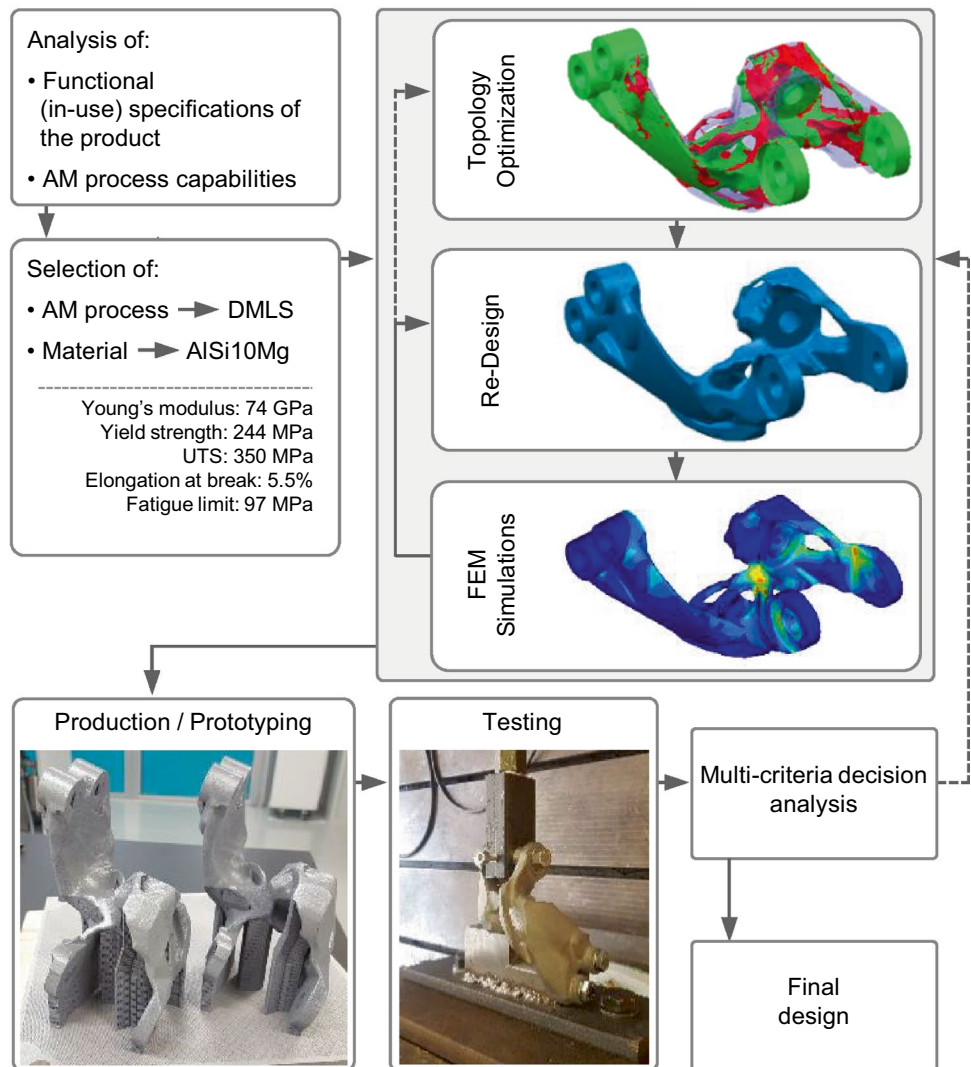 Analysis of:
• Functional
(in-use) specifications of
the product
• AM process capabilities
Selection of:
• AM process DMLS
• Material AlSi10Mg
Young's modulus: 74 GPa
Yield strength: 244 MPa
UTS: 350 MPa
Elongation at break: 5.5%
Fatigue limit: 97 MPa
Topology
Optimization
Re-Design
FEM
Simulations
Production / Prototyping
Testing
Multi-criteria decision
analysis
Final
design